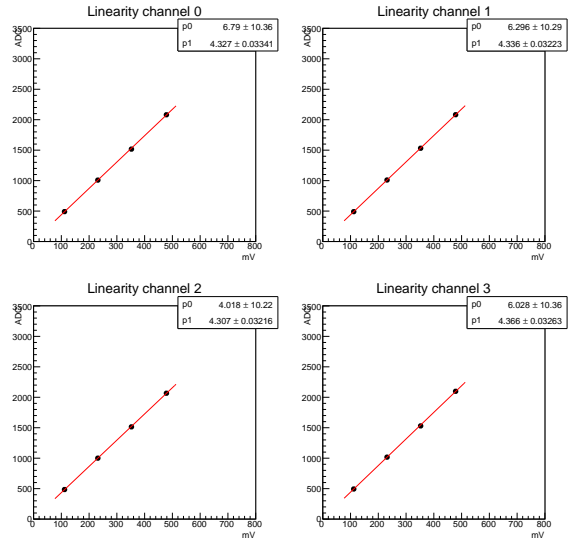 Linearity channel 0
p0 6.79 ± 10.36
p1 4.327 ± 0.03341
ADC
3500
3000
2500
2000
1500
1000
500
0
0 100 200 300 400 500 600 700 800
mV
Linearity channel 1
p0 6.296 ± 10.29
p1 4.336 ± 0.03223
ADC
3500
3000
2500
2000
1500
1000
500
0
0 100 200 300 400 500 600 700 800
mV
Linearity channel 2
p0 4.018 ± 10.22
p1 4.307 ± 0.03216
ADC
3500
3000
2500
2000
1500
1000
500
0
0 100 200 300 400 500 600 700 800
mV
Linearity channel 3
p0 6.028 ± 10.36
p1 4.366 ± 0.03263
ADC
3500
3000
2500
2000
1500
1000
500
0
0 100 200 300 400 500 600 700 800
mV